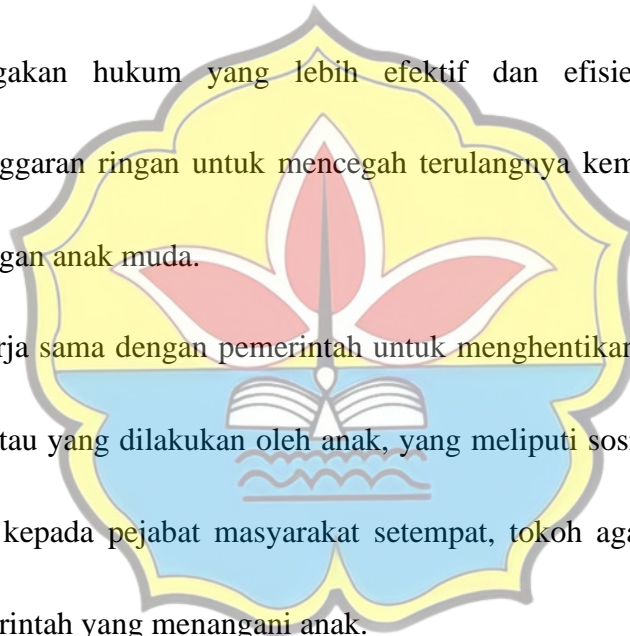 gakan hukum yang lebih efektif dan efisie
nggaran ringan untuk mencegah terulangnya kem
gan anak muda.
rja sama dengan pemerintah untuk menghentikan
tau yang dilakukan oleh anak, yang meliputi sosi
kepada pejabat masyarakat setempat, tokoh aga
rintah yang menangani anak.